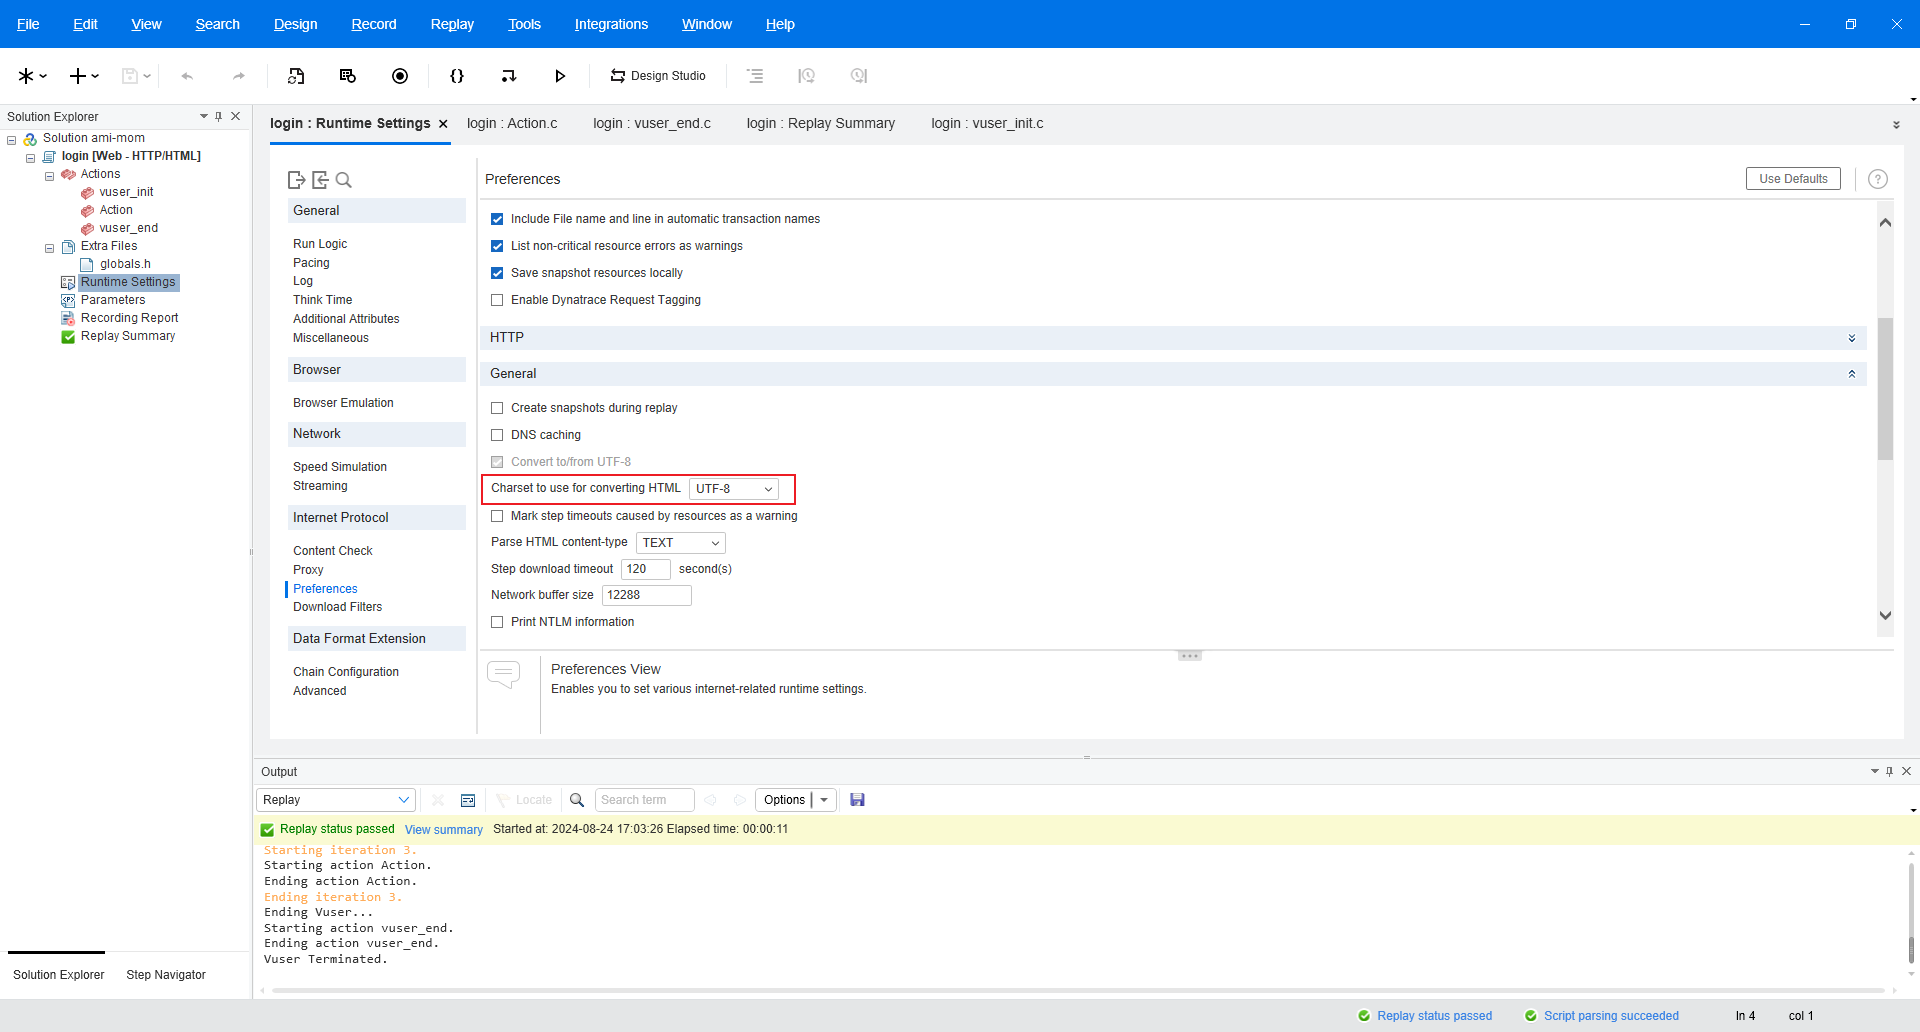 File Edit View Search Design Record Replay Tools Integrations Window Help
Design Studio
Solution Explorer
Solution ami-mom
login [Web - HTTP/HTML]
Actions
vuser_init
Action
vuser_end
Extra Files
globals.h
Runtime Settings
Parameters
Recording Report
Replay Summary
Solution Explorer Step Navigator
login : Runtime Settings login : Action.c login : vuser_end.c login : Replay Summary login : vuser_init.c
General
Run Logic
Pacing
Log
Think Time
Additional Attributes
Miscellaneous
Browser
Browser Emulation
Network
Speed Simulation
Streaming
Internet Protocol
Content Check
Proxy
Preferences
Download Filters
Data Format Extension
Chain Configuration
Advanced
Preferences
Use Defaults
Include File name and line in automatic transaction names
List non-critical resource errors as warnings
Save snapshot resources locally
Enable Dynatrace Request Tagging
HTTP
General
Create snapshots during replay
DNS caching
Convert to/from UTF-8
Charset to use for converting HTML UTF-8
Mark step timeouts caused by resources as a warning
Parse HTML content-type TEXT
Step download timeout 120 second(s)
Network buffer size 12288
Print NTLM information
Preferences View
Enables you to set various internet-related runtime settings.
Output
Replay Locate Search term Options
Replay status passed View summary Started at: 2024-08-24 17:03:26 Elapsed time: 00:00:11
Starting iteration 3.
Starting action Action.
Ending action Action.
Ending iteration 3.
Ending Vuser...
Starting action vuser_end.
Ending action vuser_end.
Vuser Terminated.
Replay status passed Script parsing succeeded ln 4 col 1